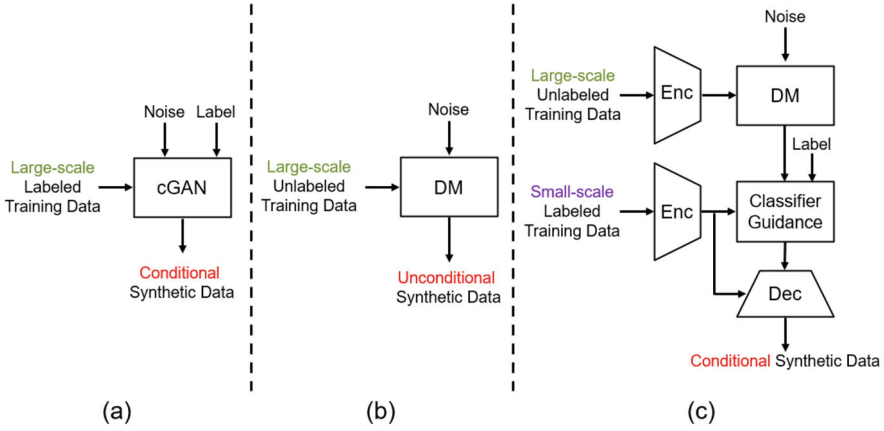 Noise Label
Large-scale
Labeled
Training Data
cGAN
Conditional
Synthetic Data
(a)
Noise
Large-scale
Unlabeled
Training Data
DM
Unconditional
Synthetic Data
(b)
Noise
Large-scale
Unlabeled
Training Data
Enc
DM
Label
Small-scale
Labeled
Training Data
Enc
Classifier
Guidance
Dec
Conditional Synthetic Data
(c)